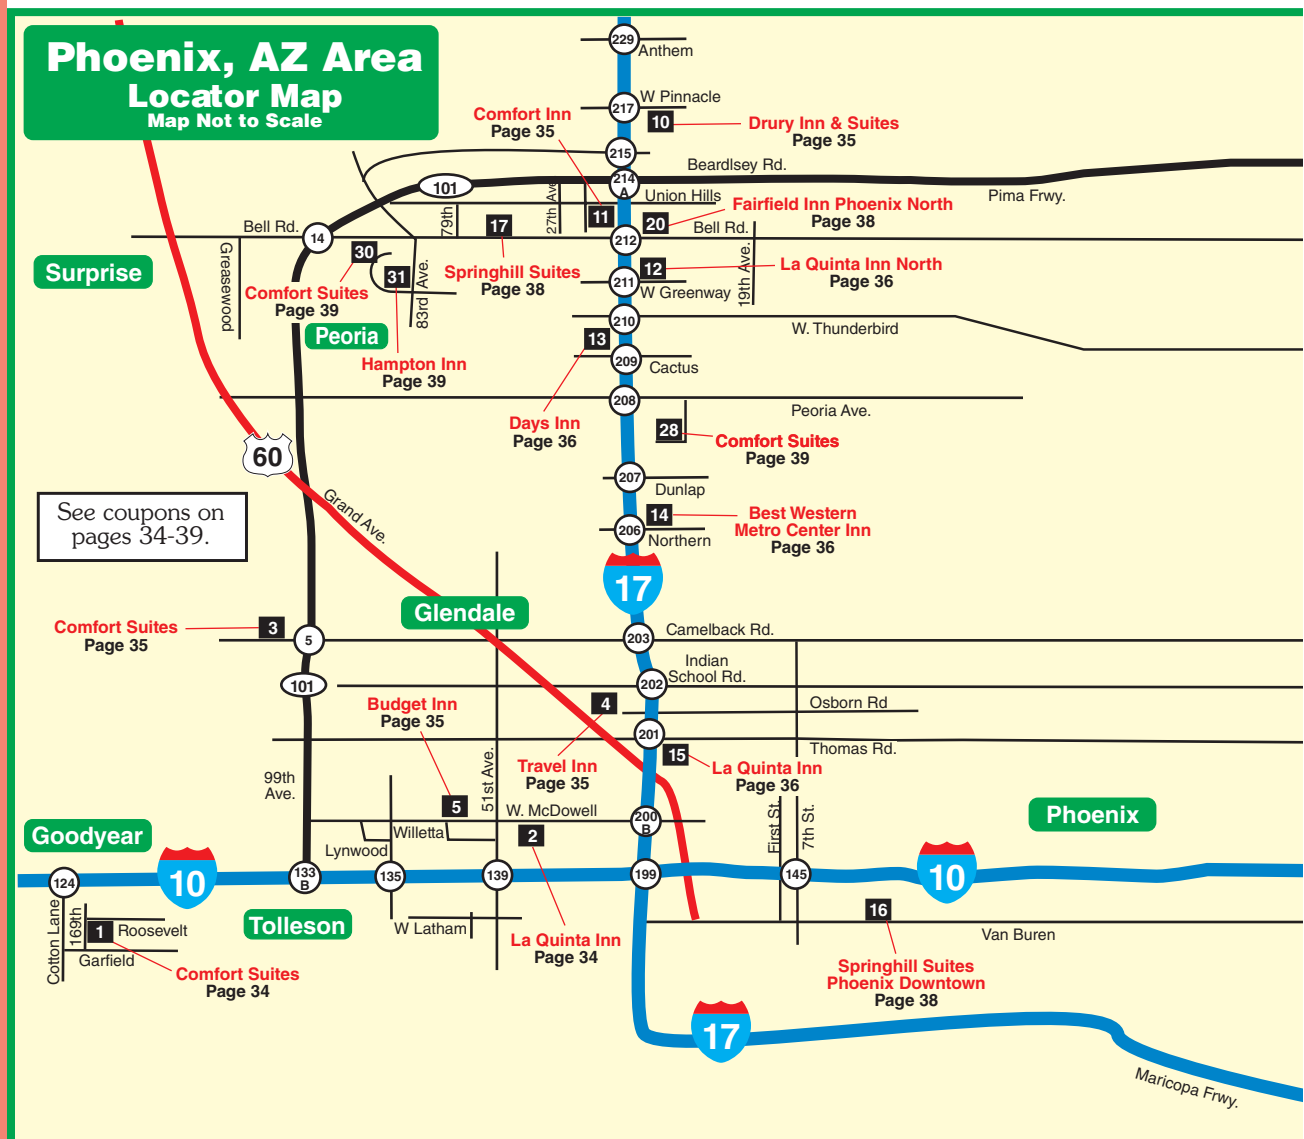 Phoenix, AZ Area
Locator Map
Map Not to Scale
229
Anthem
W Pinnacle
217
10
Drury Inn & Suites
Page 35
Comfort Inn
Page 35
215
Beardlsey Rd.
214
A
101
Pima Frwy.
Union Hills
27th Ave
79th
11
20
Fairfield Inn Phoenix North
Page 38
17
Springhill Suites
Page 38
Bell Rd.
14
212
Bell Rd.
19th Ave.
Greasewood
Surprise
30
Comfort Suites
Page 39
31
83rd Ave.
12
La Quinta Inn North
Page 36
211
W Greenway
210
W. Thunderbird
Peoria
Hampton Inn
Page 39
13
209
Cactus
208
Peoria Ave.
Days Inn
Page 36
28
Comfort Suites
Page 39
60
Grand Ave.
207
Dunlap
See coupons on
pages 34-39.
14
Best Western
Metro Center Inn
Page 36
206
Northern
17
Glendale
3
Comfort Suites
Page 35
5
203
Camelback Rd.
Indian
School Rd.
202
101
4
Osborn Rd
Budget Inn
Page 35
201
Thomas Rd.
Travel Inn
Page 35
15
La Quinta Inn
Page 36
99th
Ave.
51st Ave.
5
W. McDowell
200
B
First St.
7th St.
Phoenix
Goodyear
Willetta
Lynwood
2
124
10
133
B
135
139
199
145
10
Cotton Lane
169th
1
Roosevelt
Garfield
Tolleson
W Latham
La Quinta Inn
Page 34
16
Van Buren
Comfort Suites
Page 34
Springhill Suites
Phoenix Downtown
Page 38
17
Maricopa Frwy.